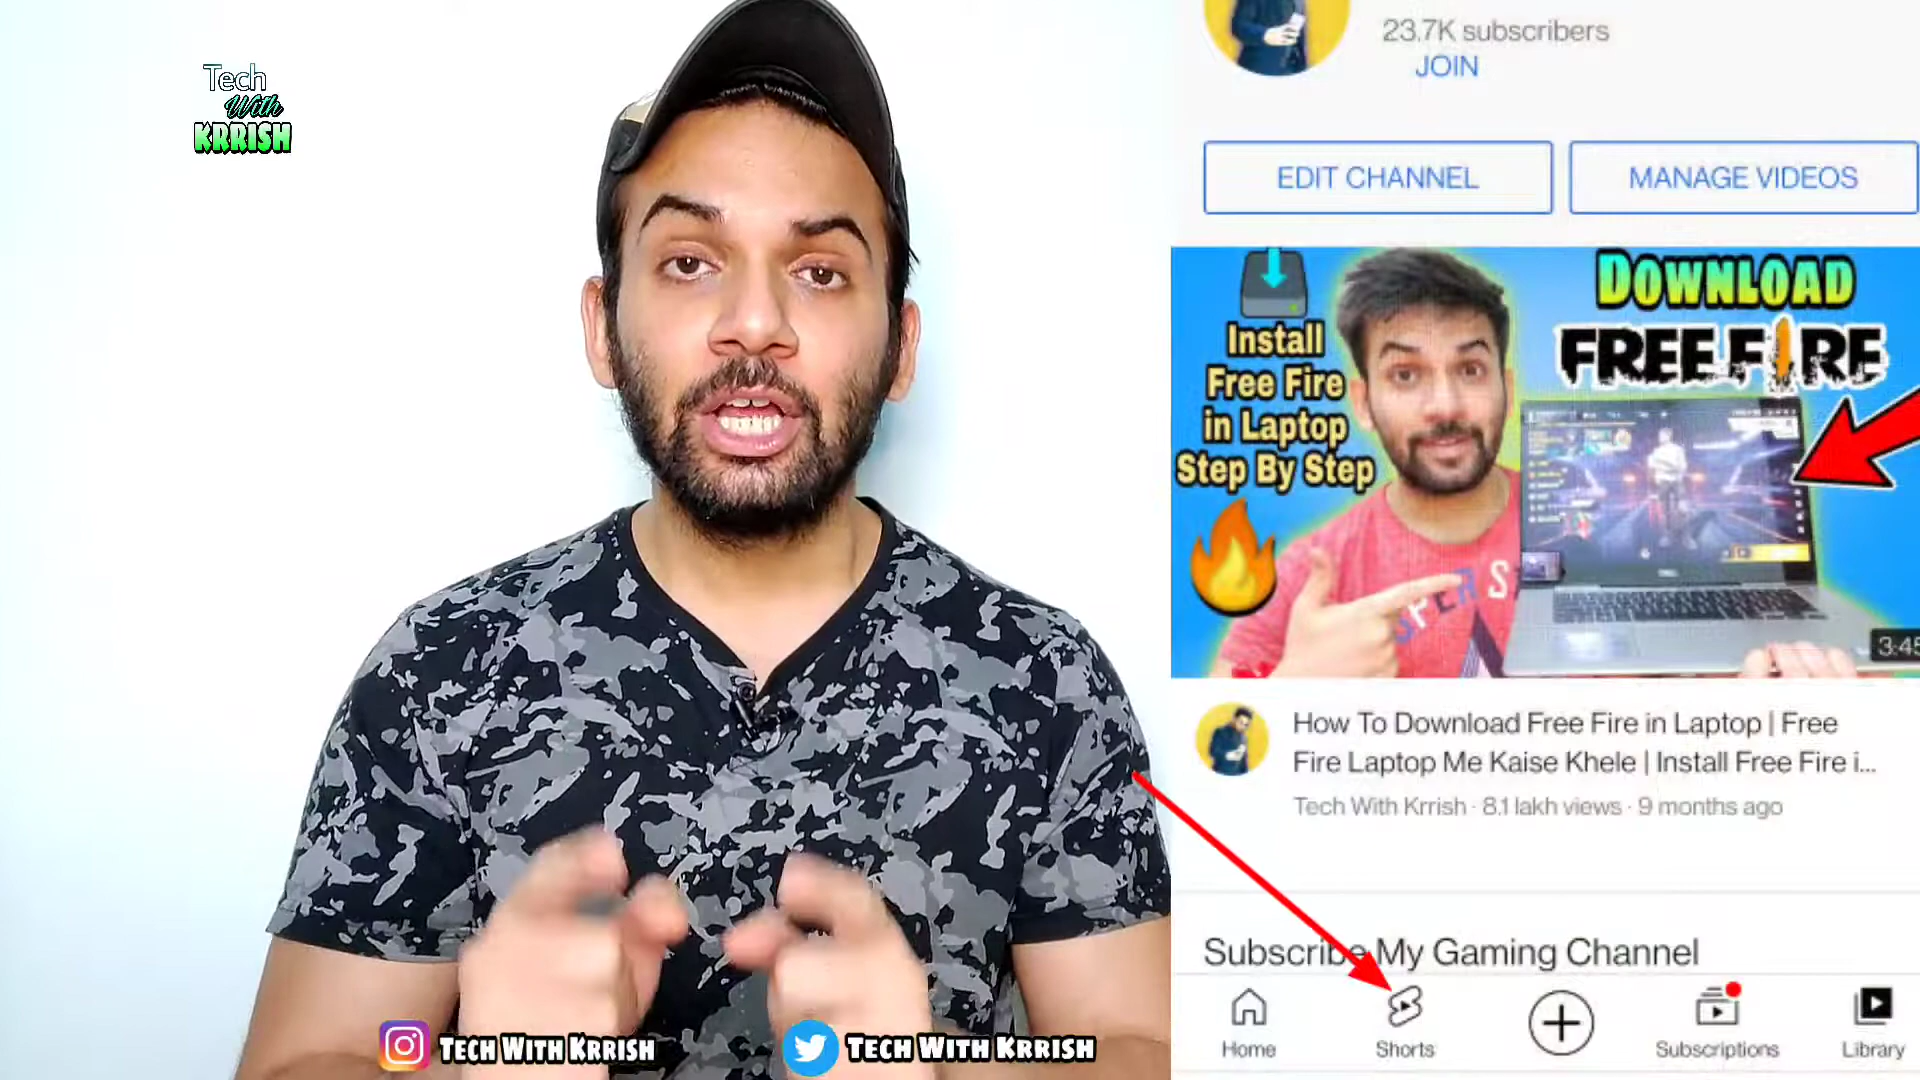 Tech
With
KRRISH
23.7K subscribers
JOIN
EDIT CHANNEL
MANAGE VIDEOS
Install
Free Fire
in Laptop
Step By Step
DOWNLOAD
FREE FIRE
SUPER S
3:45
How To Download Free Fire in Laptop | Free
Fire Laptop Me Kaise Khele | Install Free Fire i...
Tech With Krrish · 8.1 lakh views · 9 months ago
Subscribe My Gaming Channel
Home
Shorts
Subscriptions
Library
TECH WITH KRRISH
TECH WITH KRRISH